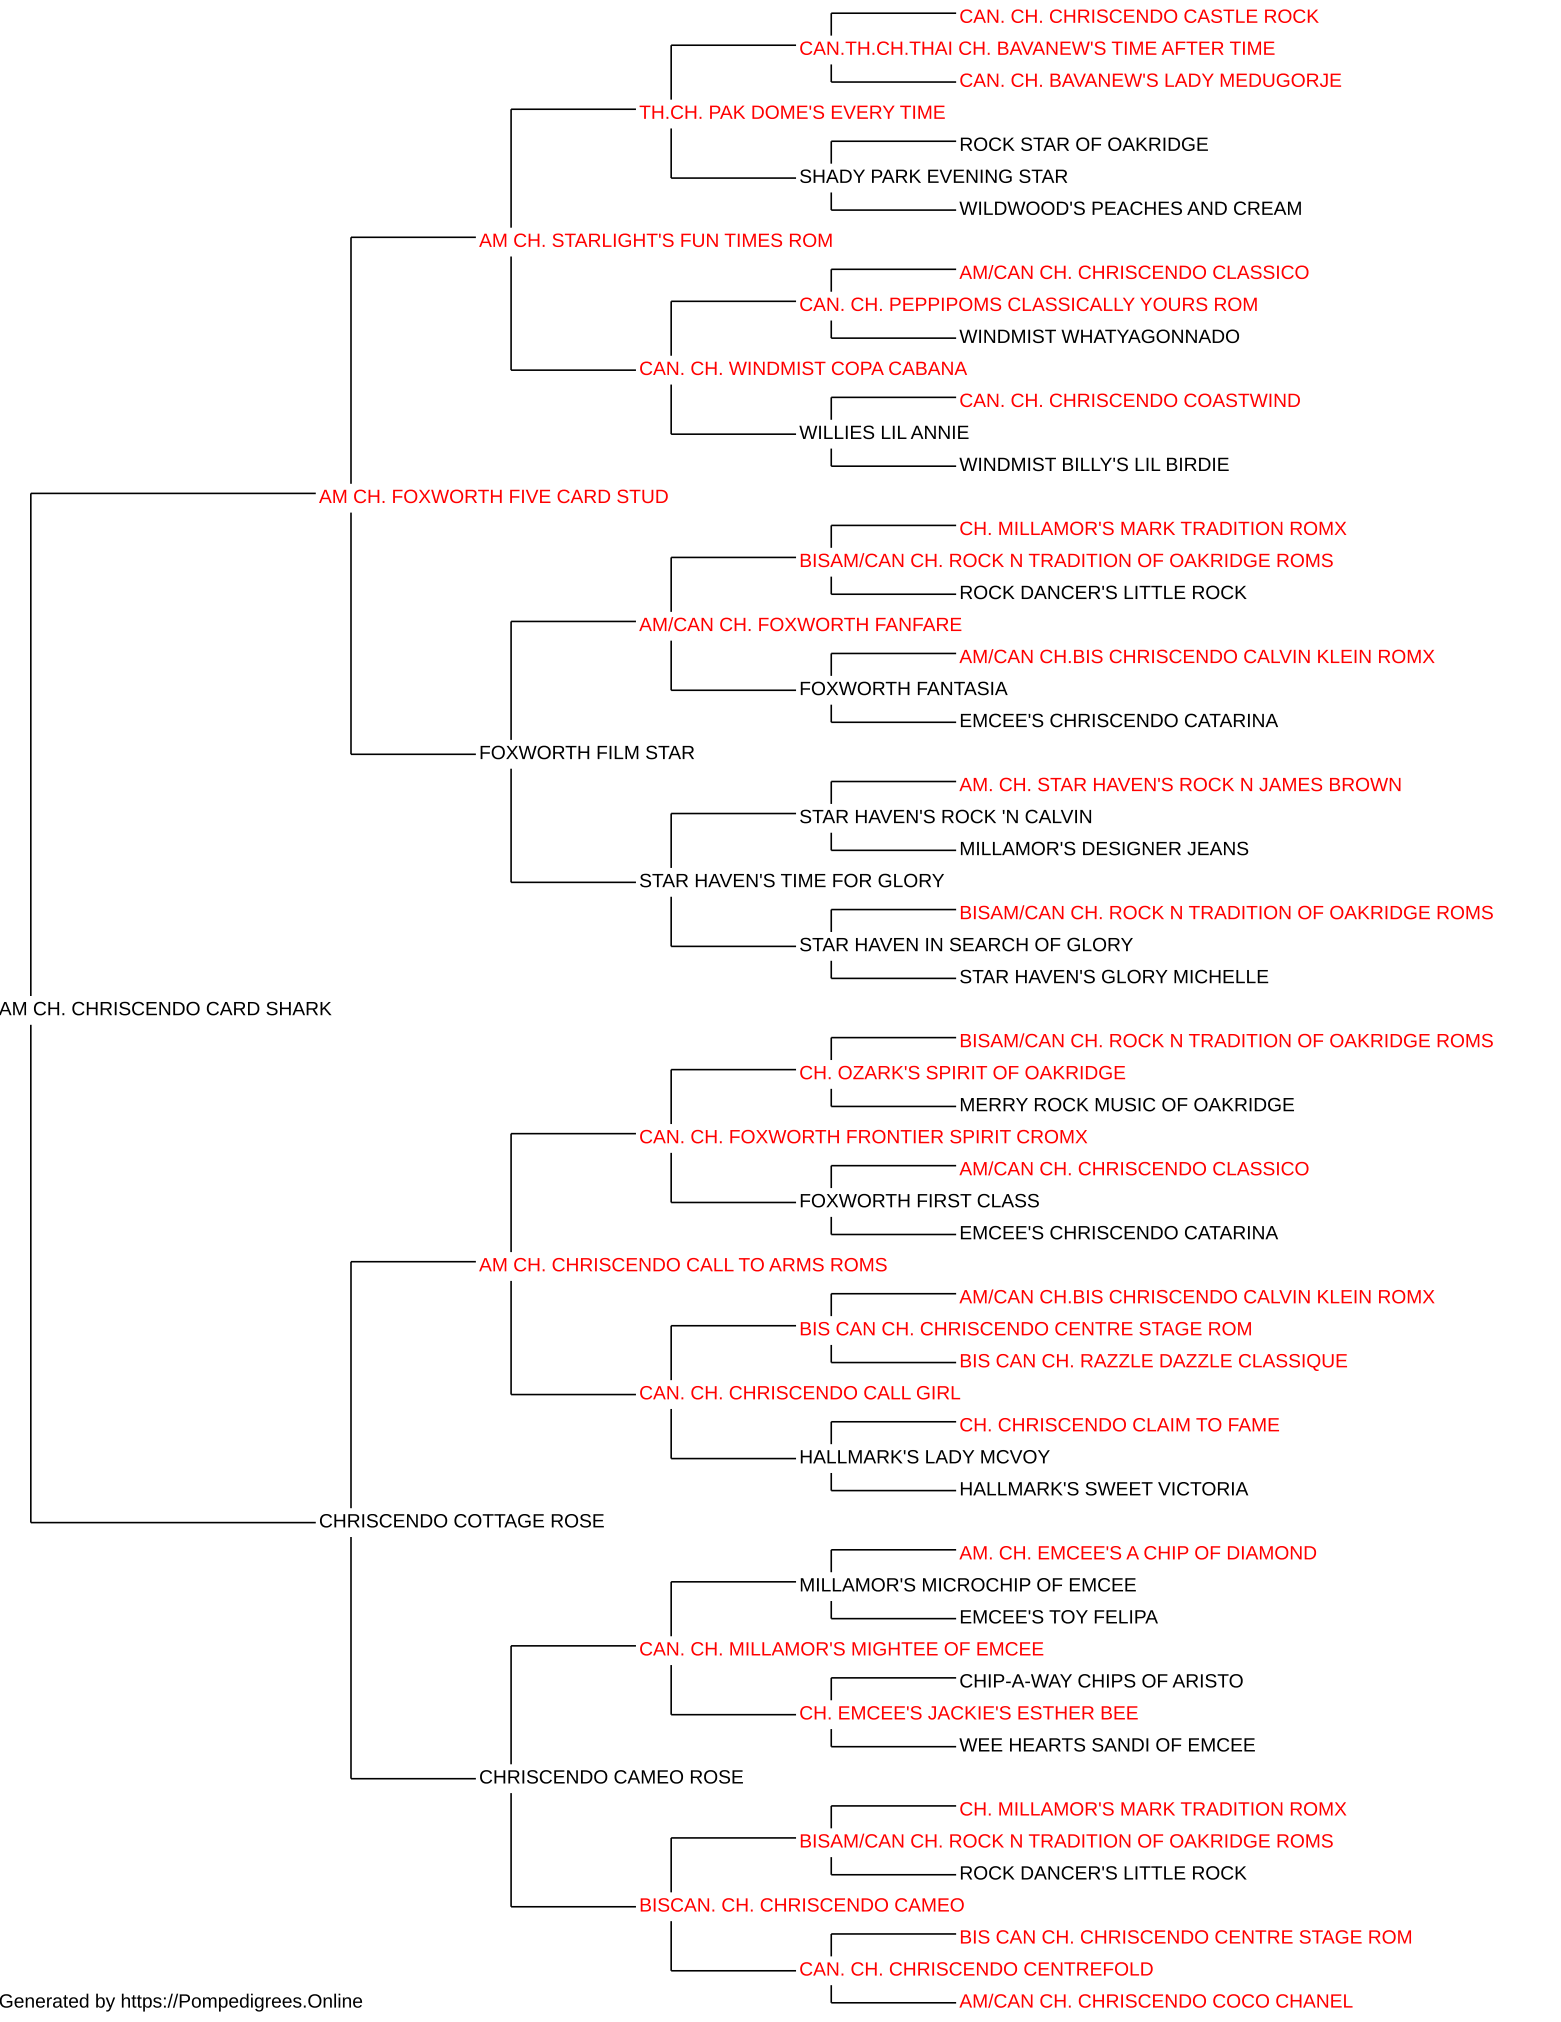 CAN. CH. CHRISCENDO CASTLE ROCK
CAN.TH.CH.THAI CH. BAVANEW'S TIME AFTER TIME
CAN. CH. BAVANEW'S LADY MEDUGORJE
TH.CH. PAK DOME'S EVERY TIME
ROCK STAR OF OAKRIDGE
SHADY PARK EVENING STAR
WILDWOOD'S PEACHES AND CREAM
AM CH. STARLIGHT'S FUN TIMES ROM
AM/CAN CH. CHRISCENDO CLASSICO
CAN. CH. PEPPIPOMS CLASSICALLY YOURS ROM
WINDMIST WHATYAGONNADO
CAN. CH. WINDMIST COPA CABANA
CAN. CH. CHRISCENDO COASTWIND
WILLIES LIL ANNIE
WINDMIST BILLY'S LIL BIRDIE
AM CH. FOXWORTH FIVE CARD STUD
CH. MILLAMOR'S MARK TRADITION ROMX
BISAM/CAN CH. ROCK N TRADITION OF OAKRIDGE ROMS
ROCK DANCER'S LITTLE ROCK
AM/CAN CH. FOXWORTH FANFARE
AM/CAN CH.BIS CHRISCENDO CALVIN KLEIN ROMX
FOXWORTH FANTASIA
EMCEE'S CHRISCENDO CATARINA
FOXWORTH FILM STAR
AM. CH. STAR HAVEN'S ROCK N JAMES BROWN
STAR HAVEN'S ROCK 'N CALVIN
MILLAMOR'S DESIGNER JEANS
STAR HAVEN'S TIME FOR GLORY
BISAM/CAN CH. ROCK N TRADITION OF OAKRIDGE ROMS
STAR HAVEN IN SEARCH OF GLORY
STAR HAVEN'S GLORY MICHELLE
AM CH. CHRISCENDO CARD SHARK
BISAM/CAN CH. ROCK N TRADITION OF OAKRIDGE ROMS
CH. OZARK'S SPIRIT OF OAKRIDGE
MERRY ROCK MUSIC OF OAKRIDGE
CAN. CH. FOXWORTH FRONTIER SPIRIT CROMX
AM/CAN CH. CHRISCENDO CLASSICO
FOXWORTH FIRST CLASS
EMCEE'S CHRISCENDO CATARINA
AM CH. CHRISCENDO CALL TO ARMS ROMS
AM/CAN CH.BIS CHRISCENDO CALVIN KLEIN ROMX
BIS CAN CH. CHRISCENDO CENTRE STAGE ROM
BIS CAN CH. RAZZLE DAZZLE CLASSIQUE
CAN. CH. CHRISCENDO CALL GIRL
CH. CHRISCENDO CLAIM TO FAME
HALLMARK'S LADY MCVOY
HALLMARK'S SWEET VICTORIA
CHRISCENDO COTTAGE ROSE
AM. CH. EMCEE'S A CHIP OF DIAMOND
MILLAMOR'S MICROCHIP OF EMCEE
EMCEE'S TOY FELIPA
CAN. CH. MILLAMOR'S MIGHTEE OF EMCEE
CHIP-A-WAY CHIPS OF ARISTO
CH. EMCEE'S JACKIE'S ESTHER BEE
WEE HEARTS SANDI OF EMCEE
CHRISCENDO CAMEO ROSE
CH. MILLAMOR'S MARK TRADITION ROMX
BISAM/CAN CH. ROCK N TRADITION OF OAKRIDGE ROMS
ROCK DANCER'S LITTLE ROCK
BISCAN. CH. CHRISCENDO CAMEO
BIS CAN CH. CHRISCENDO CENTRE STAGE ROM
CAN. CH. CHRISCENDO CENTREFOLD
AM/CAN CH. CHRISCENDO COCO CHANEL
Generated by https://Pompedigrees.Online